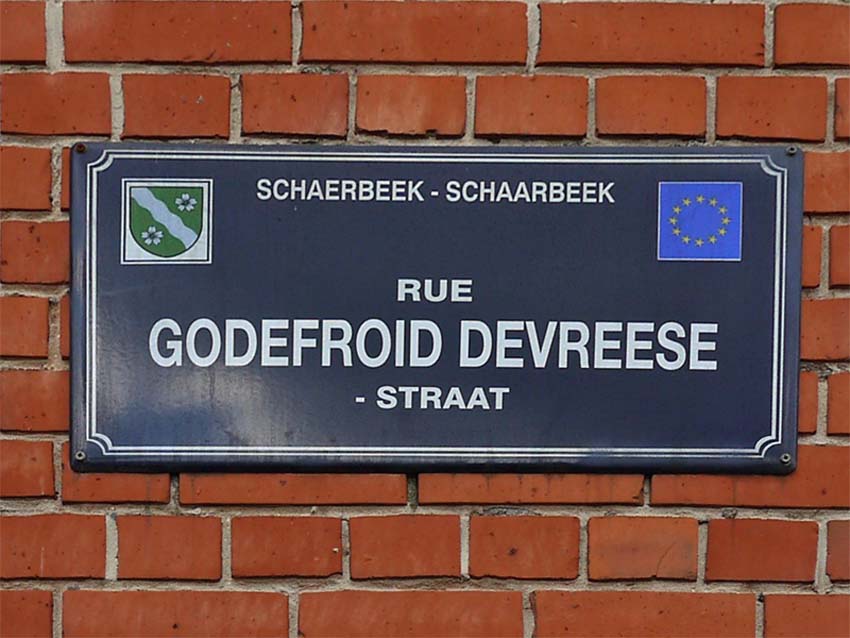 SCHAERBEEK - SCHAARBEEK
RUE
GODEFROID DEVREESE
- STRAAT